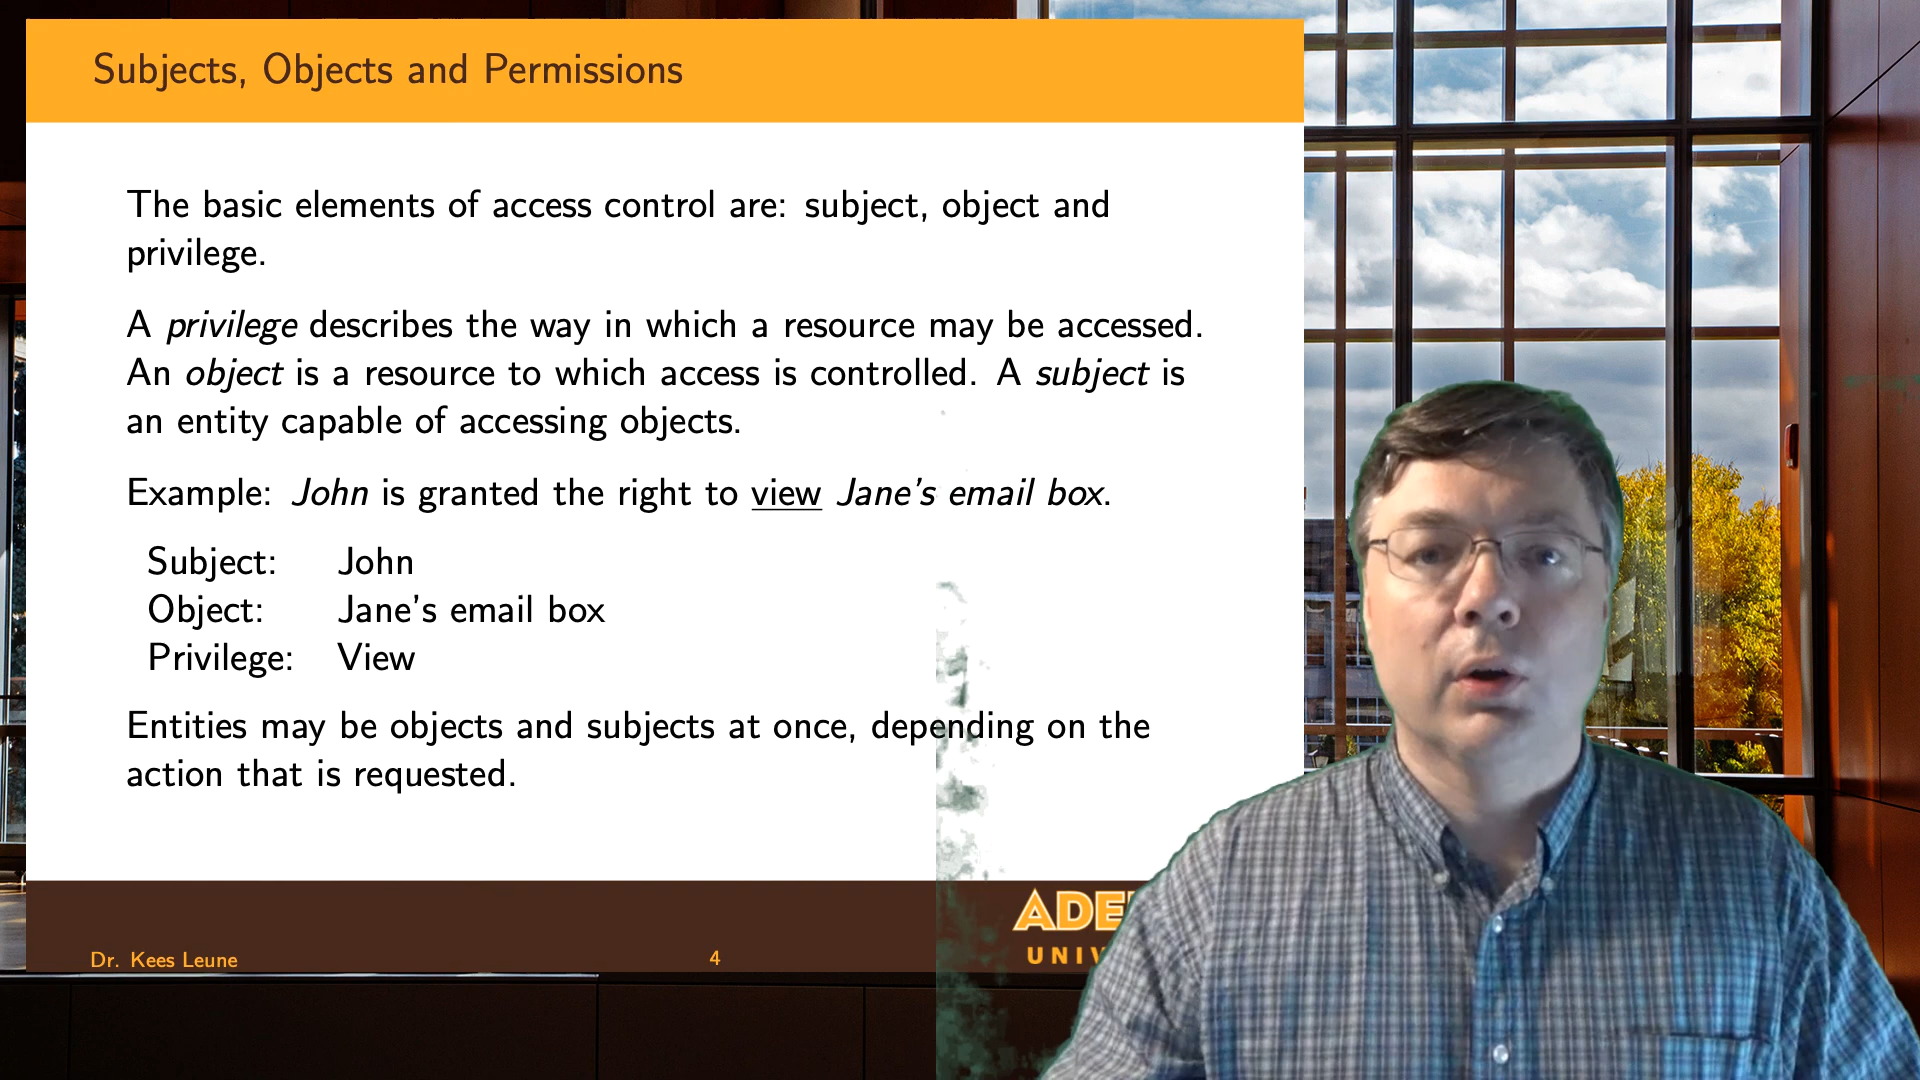 Subjects, Objects and Permissions
The basic elements of access control are: subject, object and
privilege.
A privilege describes the way in which a resource may be accessed.
An object is a resource to which access is controlled. A subject is
an entity capable of accessing objects.
Example: John is granted the right to view Jane's email box.
Subject: John
Object: Jane's email box
Privilege: View
Entities may be objects and subjects at once, depending on the
action that is requested.
Dr. Kees Leune
4